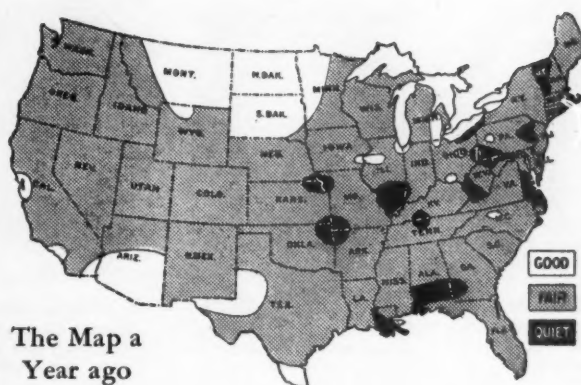 WASH.
MONT.
N.DAK.
MINN.
OREG.
IDAHO
S.DAK.
WIS.
MICH.
N.Y.
WYO.
NEB.
IOWA
PA.
NEV.
UTAH
COLO.
ILL.
IND.
OHIO
W.VA.
VA.
CAL.
KANS.
MO.
KY.
ARIZ.
N.MEX.
OKLA.
ARK.
TENN.
N.C.
S.C.
TEX.
LA.
MISS.
ALA.
GA.
FLA.
GOOD
FAIR
QUIET
The Map a
Year ago